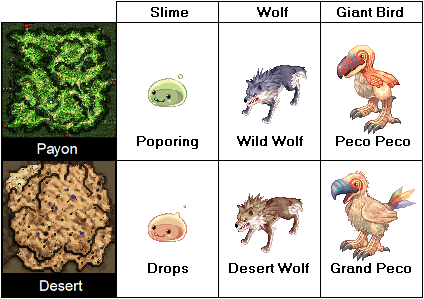 Slime Wolf Giant Bird
Payon Poporing Wild Wolf Peco Peco
Desert Drops Desert Wolf Grand Peco